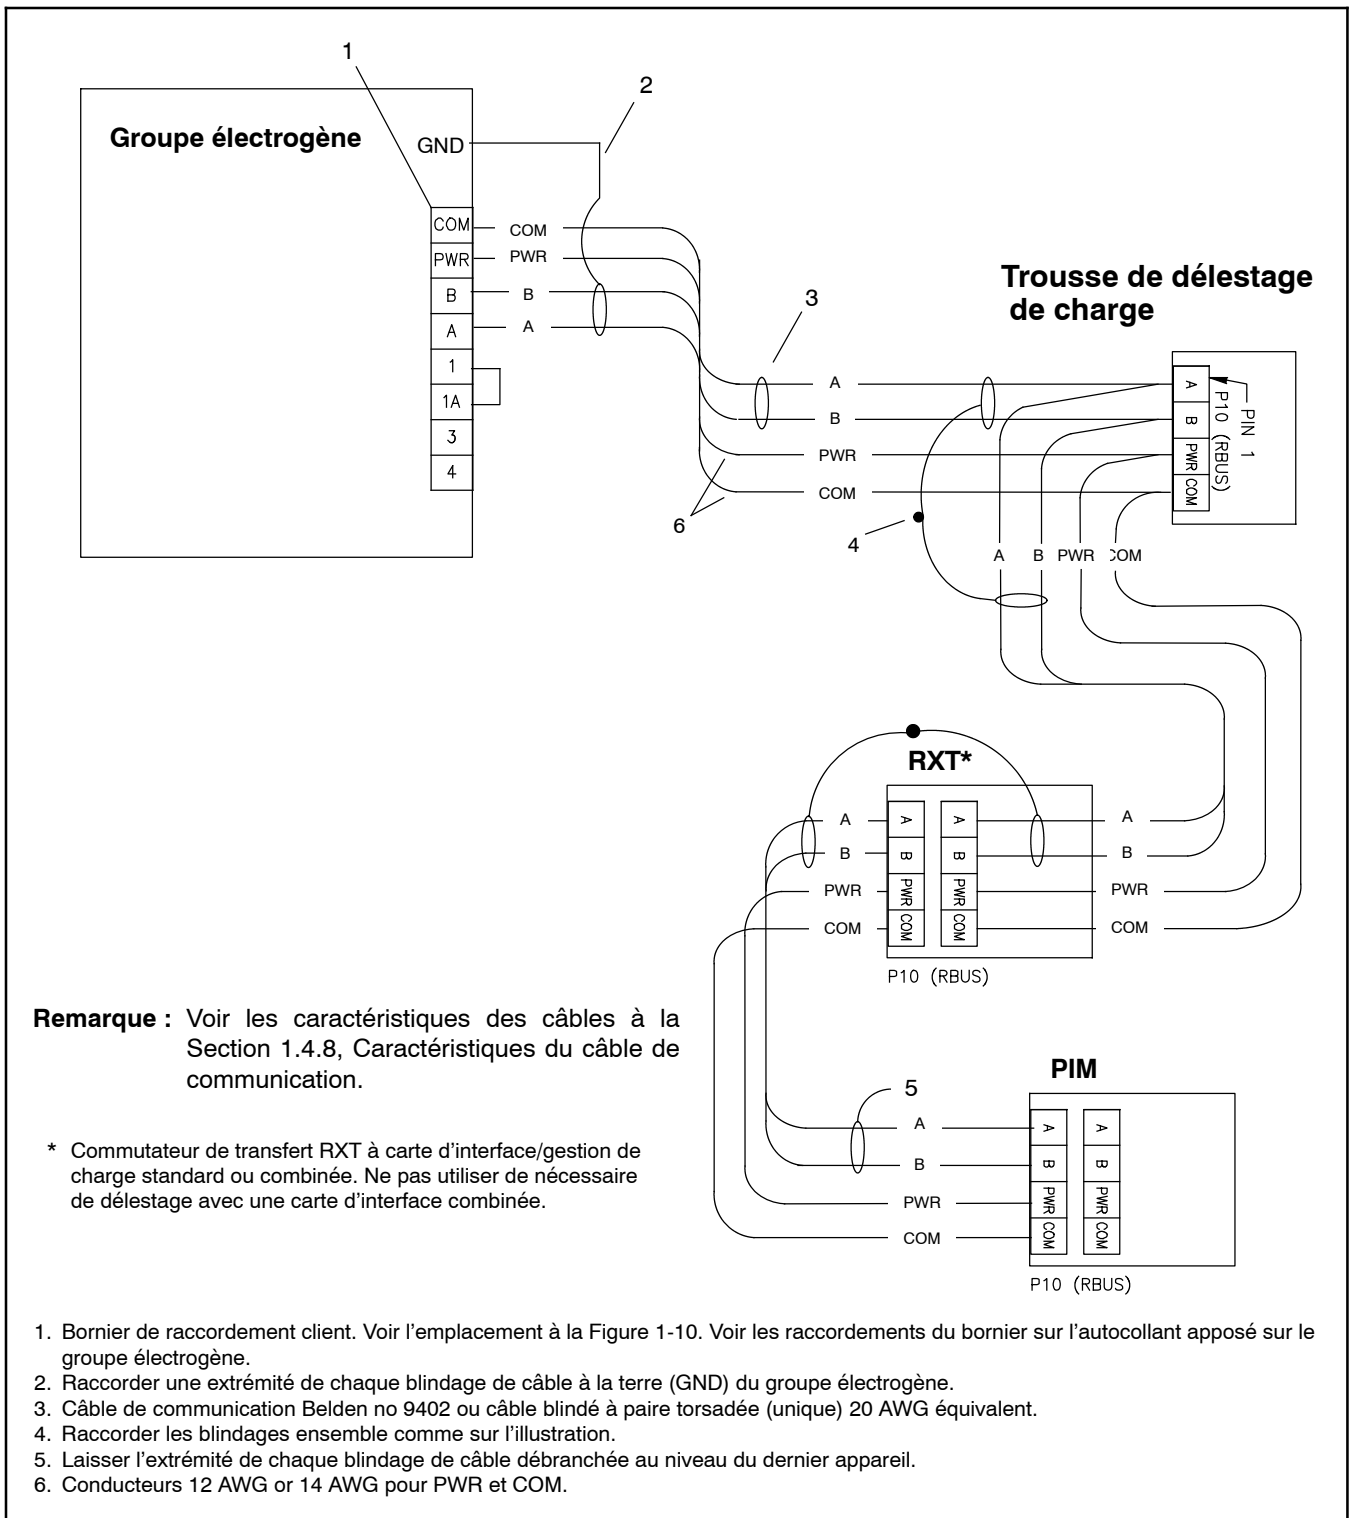 1
2
Groupe électrogène
GND
COM
PWR
B
A
1
1A
3
4
COM
PWR
B
A
3
Trousse de délestage
de charge
A
B
PWR
COM
A
B
PWR
COM
P10 (RBUS)
PIN 1
6
4
A B PWR COM
RXT*
A
B
PWR
COM
A
B
PWR
COM
A
B
PWR
COM
A
B
PWR
COM
P10 (RBUS)
Remarque : Voir les caractéristiques des câbles à la
Section 1.4.8, Caractéristiques du câble de
communication.
* Commutateur de transfert RXT à carte d'interface/gestion de
charge standard ou combinée. Ne pas utiliser de nécessaire
de délestage avec une carte d'interface combinée.
PIM
5
A
B
PWR
COM
A
B
PWR
COM
A
B
PWR
COM
P10 (RBUS)
1. Bornier de raccordement client. Voir l'emplacement à la Figure 1-10. Voir les raccordements du bornier sur l'autocollant apposé sur le
groupe électrogène.
2. Raccorder une extrémité de chaque blindage de câble à la terre (GND) du groupe électrogène.
3. Câble de communication Belden no 9402 ou câble blindé à paire torsadée (unique) 20 AWG équivalent.
4. Raccorder les blindages ensemble comme sur l'illustration.
5. Laisser l'extrémité de chaque blindage de câble débranchée au niveau du dernier appareil.
6. Conducteurs 12 AWG or 14 AWG pour PWR et COM.